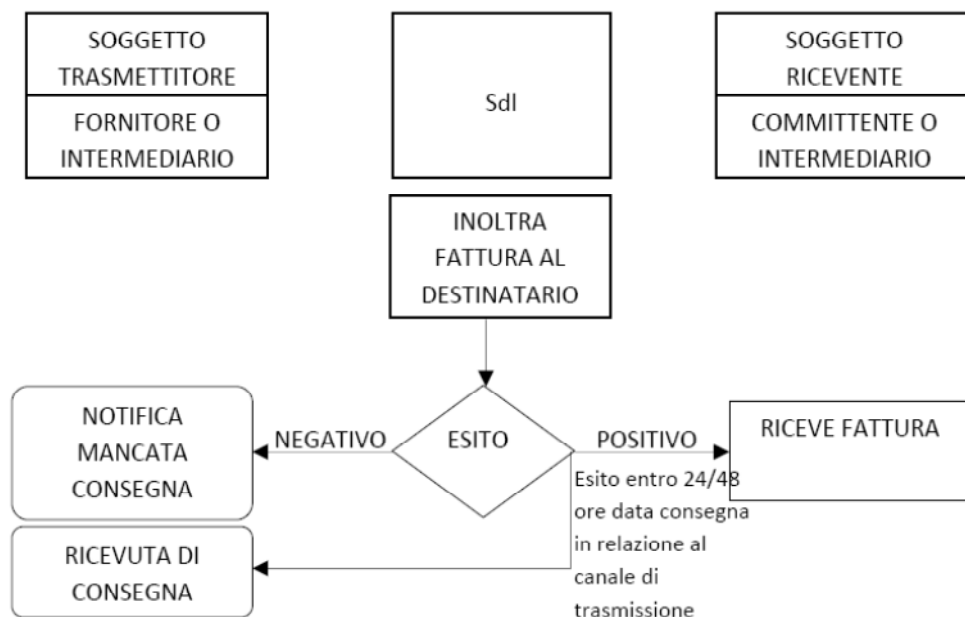 SOGGETTO
TRASMETTITORE
FORNITORE O
INTERMEDIARIO
SdI
SOGGETTO
RICEVENTE
COMMITTENTE O
INTERMEDIARIO
INOLTRA
FATTURA AL
DESTINATARIO
NOTIFICA
MANCATA
CONSEGNA
NEGATIVO
ESITO
POSITIVO
RICEVE FATTURA
Esito entro 24/48
ore data consegna
in relazione al
canale di
trasmissione
RICEVUTA DI
CONSEGNA